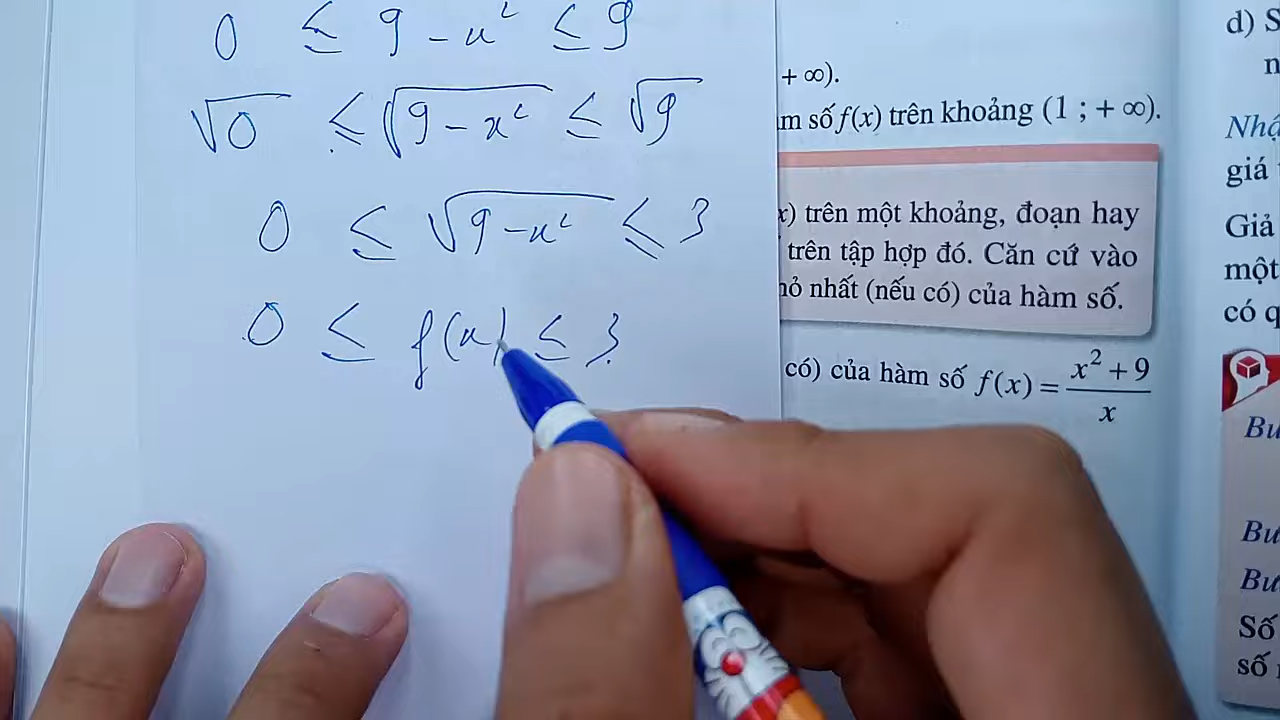 0 ≤ 9 - x² ≤ 9
√0 ≤ √9 - x² ≤ √9
0 ≤ √9 - x² ≤ 3
0 ≤ f(x) ≤ 3
+ ∞).
m số f(x) trên khoảng (1 ; + ∞).
x) trên một khoảng, đoạn hay
trên tập hợp đó. Căn cứ vào
hỏ nhất (nếu có) của hàm số.
có) của hàm số f(x) = x² + 9 / x
d) S
n
Nhậ
giá
Giả
một
có q
Bư
Bư
Bư
Số
số